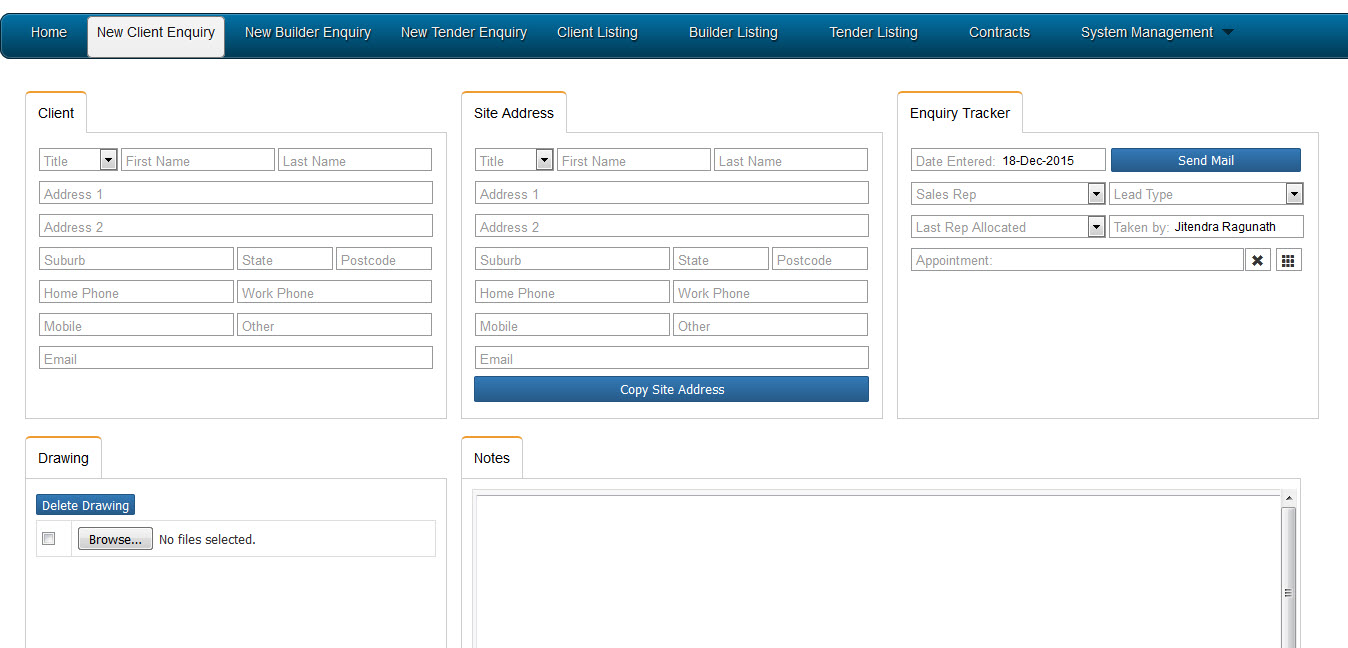 Home New Client Enquiry New Builder Enquiry New Tender Enquiry Client Listing Builder Listing Tender Listing Contracts System Management
Client
Title First Name Last Name
Address 1
Address 2
Suburb State Postcode
Home Phone Work Phone
Mobile Other
Email
Site Address
Title First Name Last Name
Address 1
Address 2
Suburb State Postcode
Home Phone Work Phone
Mobile Other
Email
Copy Site Address
Enquiry Tracker
Date Entered: 18-Dec-2015 Send Mail
Sales Rep Lead Type
Last Rep Allocated Taken by: Jitendra Ragunath
Appointment:
Drawing
Delete Drawing
Browse... No files selected.
Notes